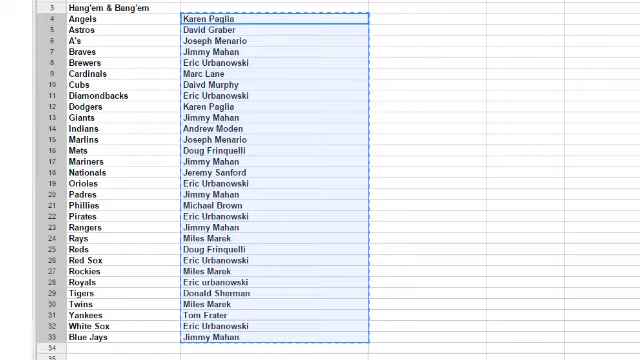 3 Hang'em & Bang'em
4 Angels Karen Paglia
5 Astros David Graber
6 A's Joseph Menario
7 Braves Jimmy Mahan
8 Brewers Eric Urbanowski
9 Cardinals Marc Lane
10 Cubs Daivd Murphy
11 Diamondbacks Eric Urbanowski
12 Dodgers Karen Paglia
13 Giants Jimmy Mahan
14 Indians Andrew Moden
15 Marlins Joseph Menario
16 Mets Doug Frinquelli
17 Mariners Jimmy Mahan
18 Nationals Jeremy Sanford
19 Orioles Eric Urbanowski
20 Padres Jimmy Mahan
21 Phillies Michael Brown
22 Pirates Eric Urbanowski
23 Rangers Jimmy Mahan
24 Rays Miles Marek
25 Reds Doug Frinquelli
26 Red Sox Eric Urbanowski
27 Rockies Miles Marek
28 Royals Eric urbanowski
29 Tigers Donald Sherman
30 Twins Miles Marek
31 Yankees Tom Frater
32 White Sox Eric Urbanowski
33 Blue Jays Jimmy Mahan
34
35